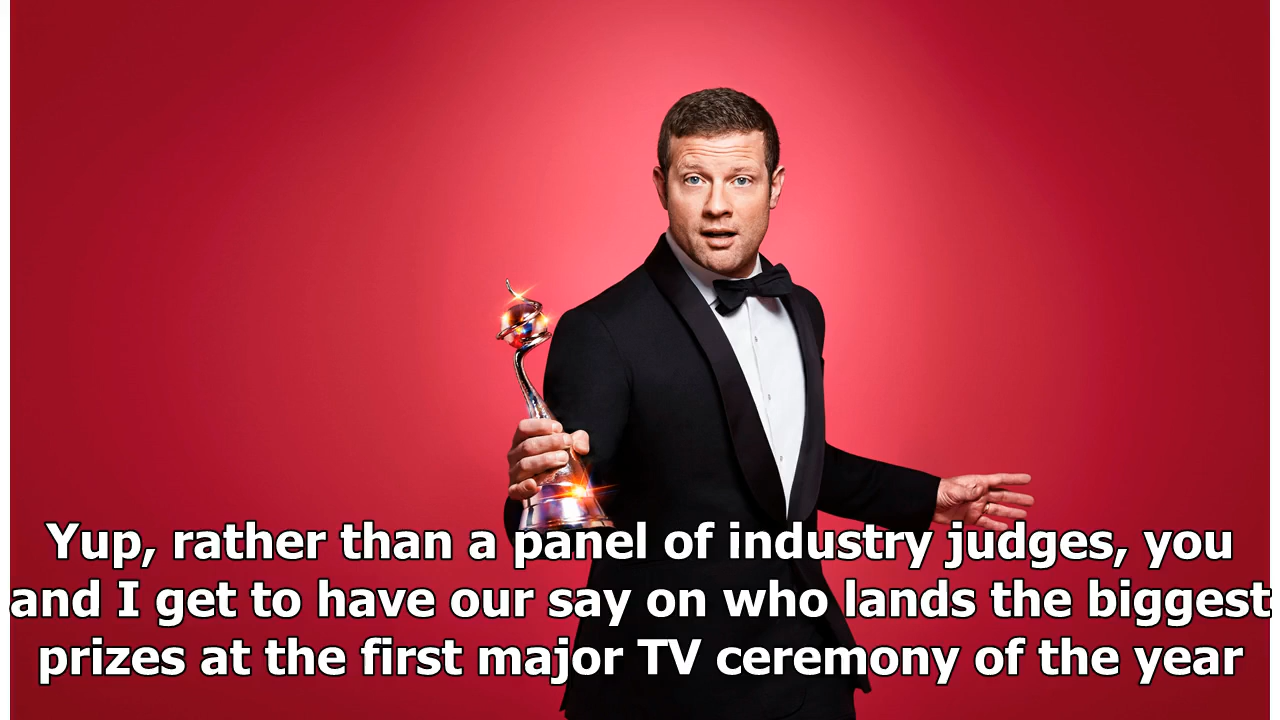 Yup, rather than a panel of industry judges, you
and I get to have our say on who lands the biggest
prizes at the first major TV ceremony of the year